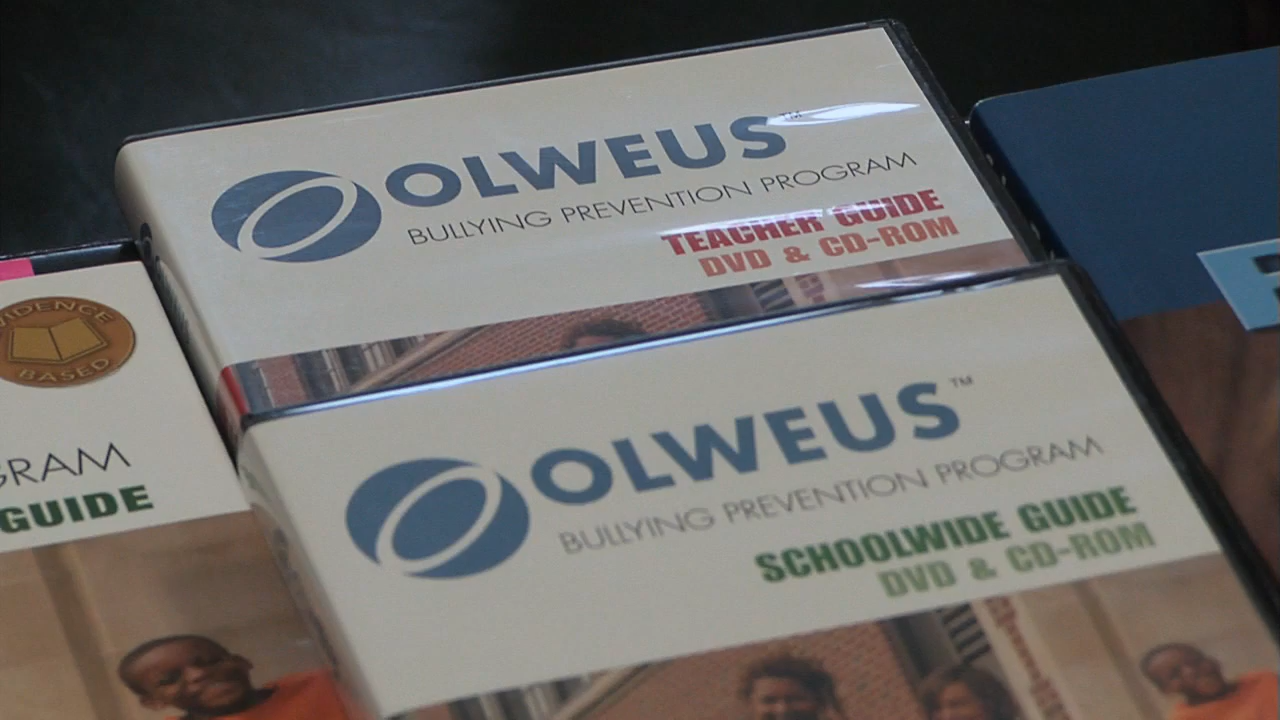 OLWEUS™
BULLYING PREVENTION PROGRAM
TEACHER GUIDE
DVD & CD-ROM
OLWEUS™
BULLYING PREVENTION PROGRAM
SCHOOLWIDE GUIDE
DVD & CD-ROM
BASED
GUIDE